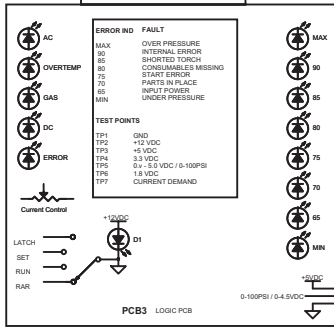 AC
OVERTEMP
GAS
DC
ERROR
Current Control
ERROR IND FAULT
MAX OVER PRESSURE
90 INTERNAL ERROR
85 SHORTED TORCH
80 CONSUMABLES MISSING
75 START ERROR
70 PARTS IN PLACE
65 INPUT POWER
MIN UNDER PRESSURE
TEST POINTS
TP1 GND
TP2 +12 VDC
TP3 +5 VDC
TP4 3.3 VDC
TP5 0.v - 5.0 VDC / 0-100PSI
TP6 1.8 VDC
TP7 CURRENT DEMAND
MAX
90
85
80
75
70
65
MIN
+12VDC
D1
LATCH
SET
RUN
RAR
+5VDC
0-100PSI / 0-4.5VDC
PCB3 LOGIC PCB